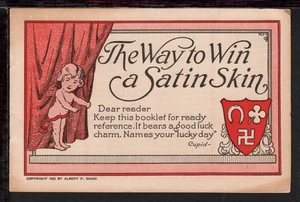 The Way to Win
a Satin Skin
Dear reader
Keep this booklet for ready
reference. It bears a good luck
charm. Names your "lucky day"
Cupid-
COPYRIGHT BY ALBERT F. WOOD